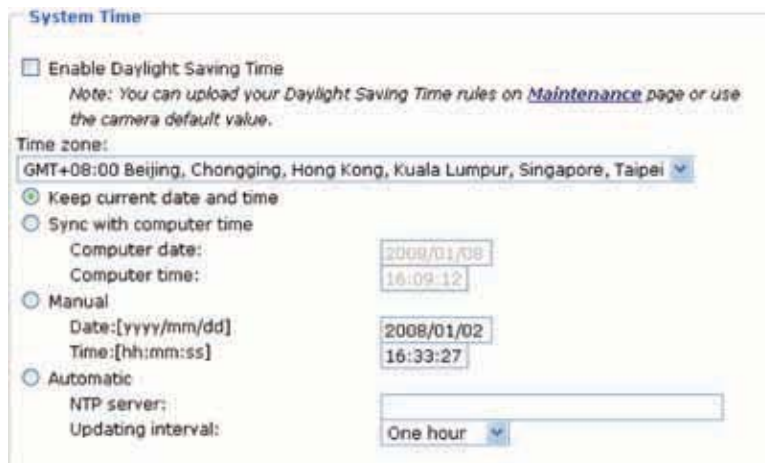 System Time
Enable Daylight Saving Time
Note: You can upload your Daylight Saving Time rules on Maintenance page or use
the camera default value.
Time zone:
GMT+08:00 Beijing, Chongging, Hong Kong, Kuala Lumpur, Singapore, Taipei
Keep current date and time
Sync with computer time
Computer date: 2008/01/08
Computer time: 16:09:12
Manual
Date:[yyyy/mm/dd] 2008/01/02
Time:[hh:mm:ss] 16:33:27
Automatic
NTP server:
Updating interval: One hour